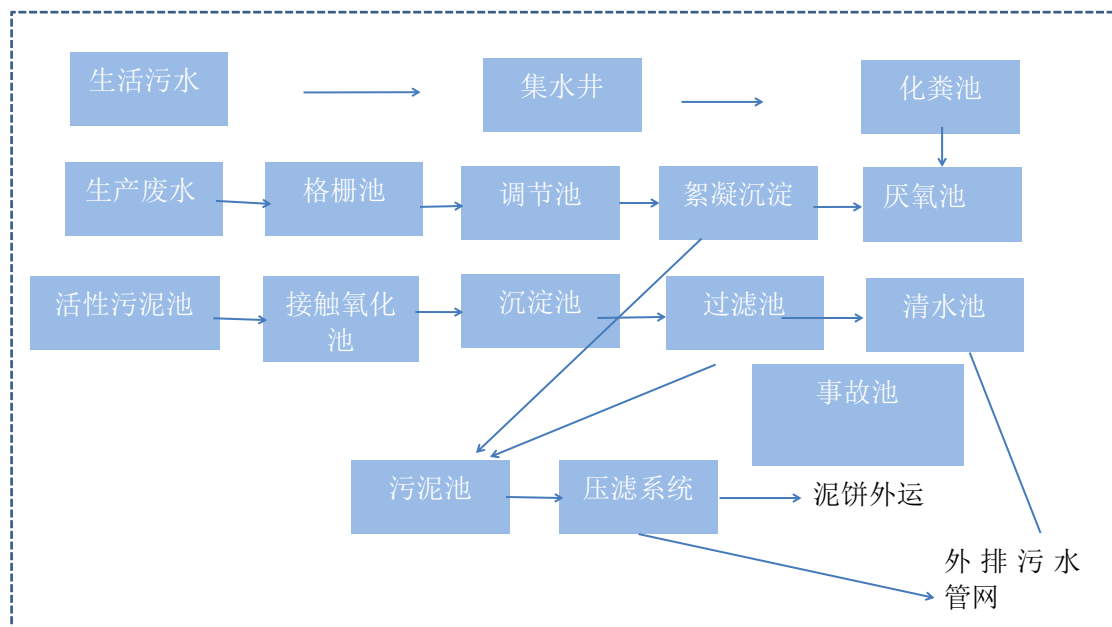 生活污水
集水井
化粪池
生产废水
格栅池
调节池
絮凝沉淀
厌氧池
活性污泥池
接触氧化
池
沉淀池
过滤池
清水池
事故池
污泥池
压滤系统
泥饼外运
外排污水
管网